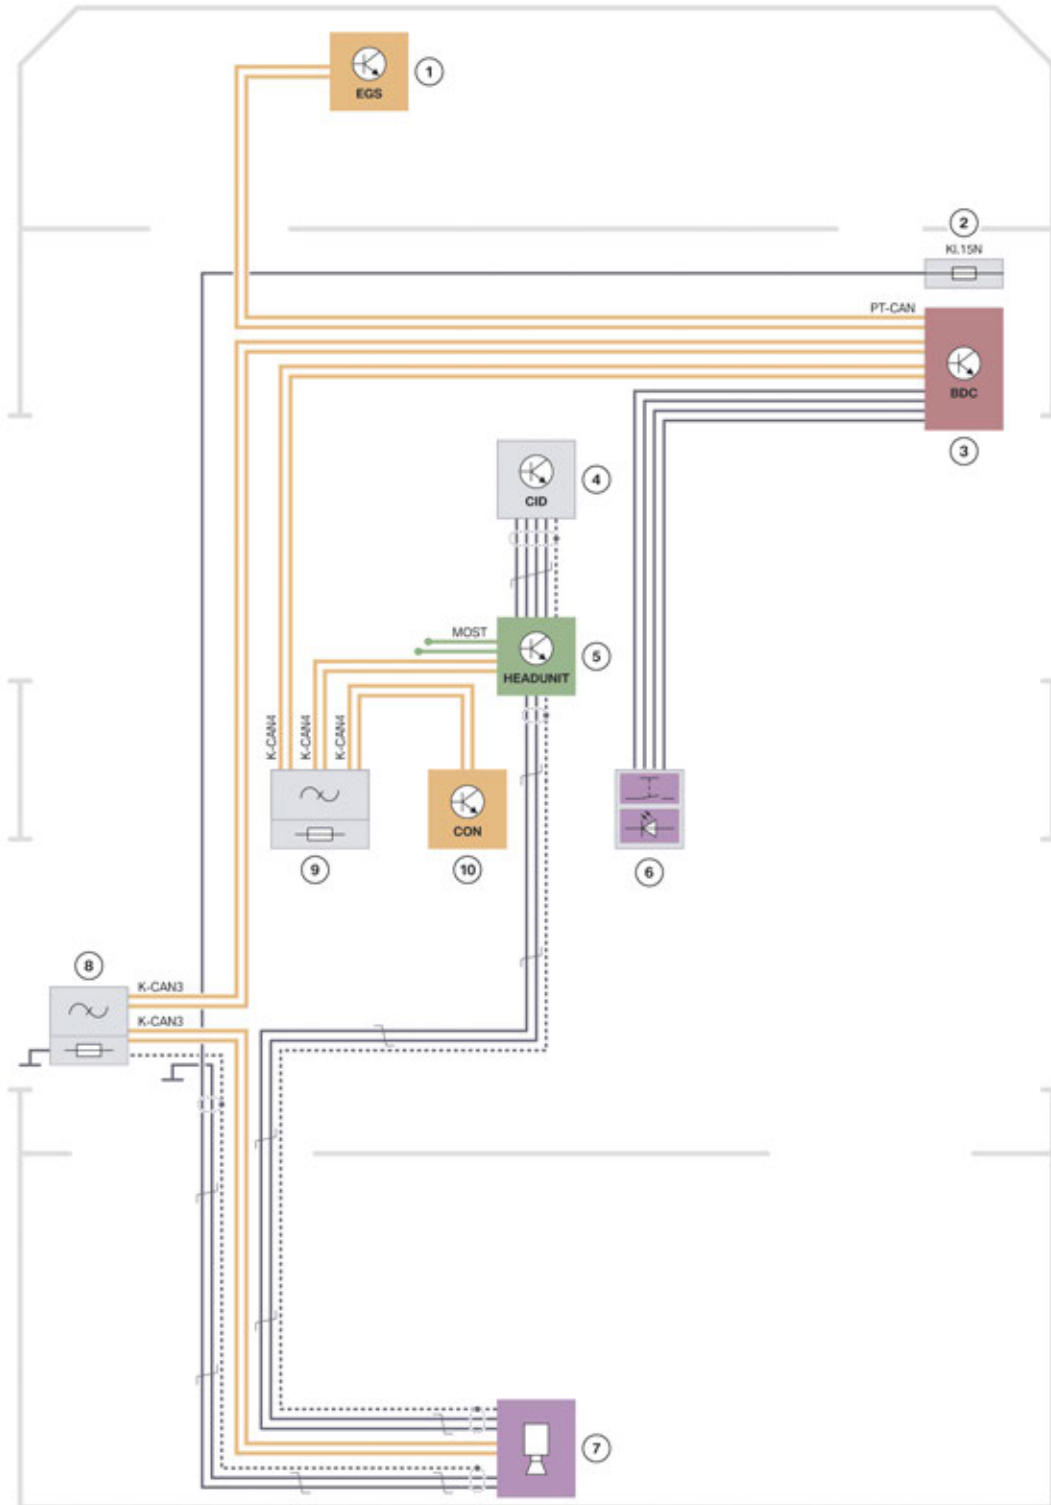 1
EGS
2
Kl.15N
PT-CAN
BDC
3
4
CID
MOST
5
HEADUNIT
K-CAN4
K-CAN4
K-CAN4
CON
9
10
6
8
K-CAN3
K-CAN3
7